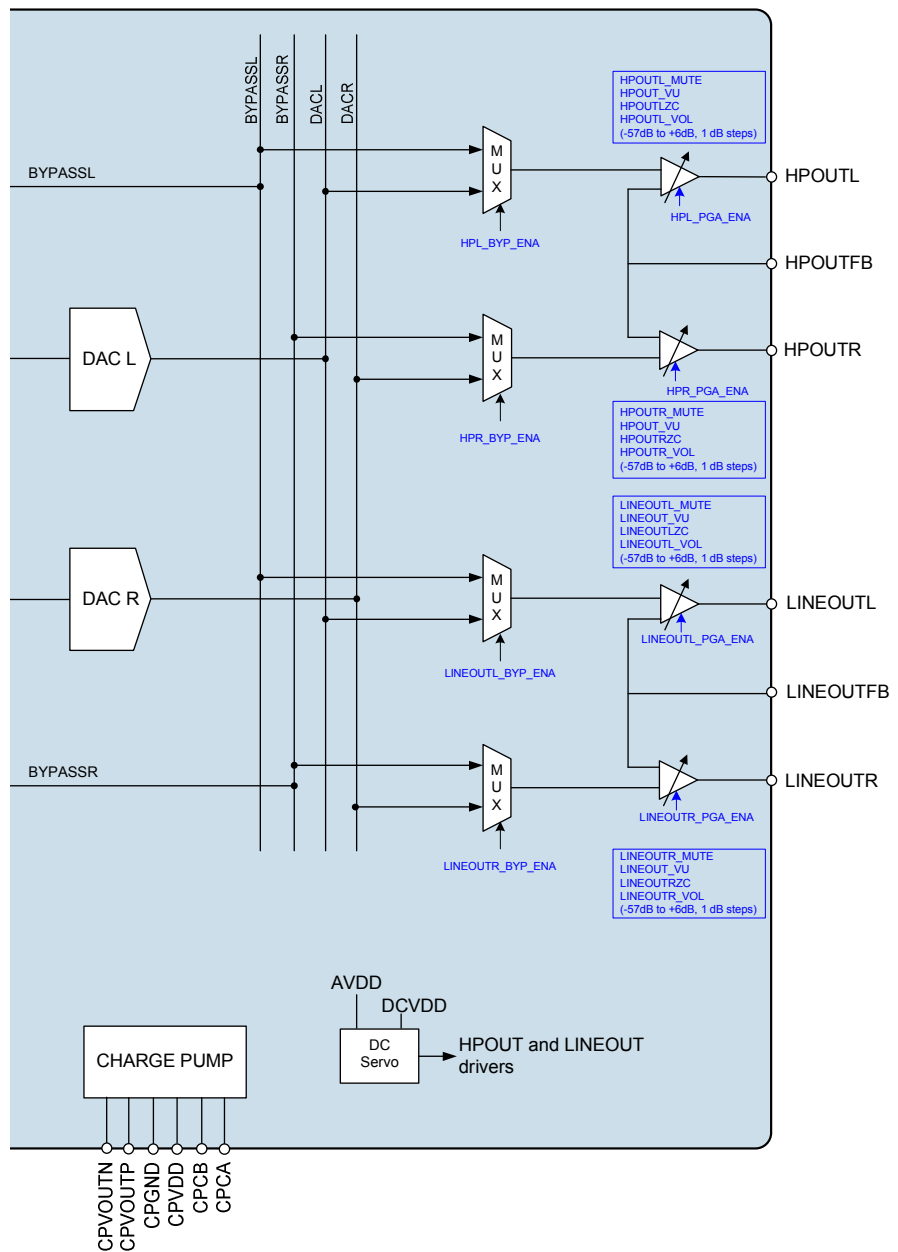 BYPASSL
BYPASSR
DACL
DACR
HPOUTL_MUTE
HPOUT_VU
HPOUTLZC
HPOUTL_VOL
(-57dB to +6dB, 1 dB steps)
BYPASSL
MUX
HPOUTL
HPL_PGA_ENA
HPL_BYP_ENA
HPOUTFB
DAC L
MUX
HPOUTR
HPR_PGA_ENA
HPR_BYP_ENA
HPOUTR_MUTE
HPOUT_VU
HPOUTRZC
HPOUTR_VOL
(-57dB to +6dB, 1 dB steps)
LINEOUTL_MUTE
LINEOUT_VU
LINEOUTLZC
LINEOUTL_VOL
(-57dB to +6dB, 1 dB steps)
DAC R
MUX
LINEOUTL
LINEOUTL_PGA_ENA
LINEOUTL_BYP_ENA
LINEOUTFB
BYPASSR
MUX
LINEOUTR
LINEOUTR_PGA_ENA
LINEOUTR_BYP_ENA
LINEOUTR_MUTE
LINEOUT_VU
LINEOUTRZC
LINEOUTR_VOL
(-57dB to +6dB, 1 dB steps)
AVDD
DCVDD
CHARGE PUMP
DC
Servo
HPOUT and LINEOUT
drivers
CPVOUTN
CPVOUTP
CPGND
CPVDD
CPCB
CPCA